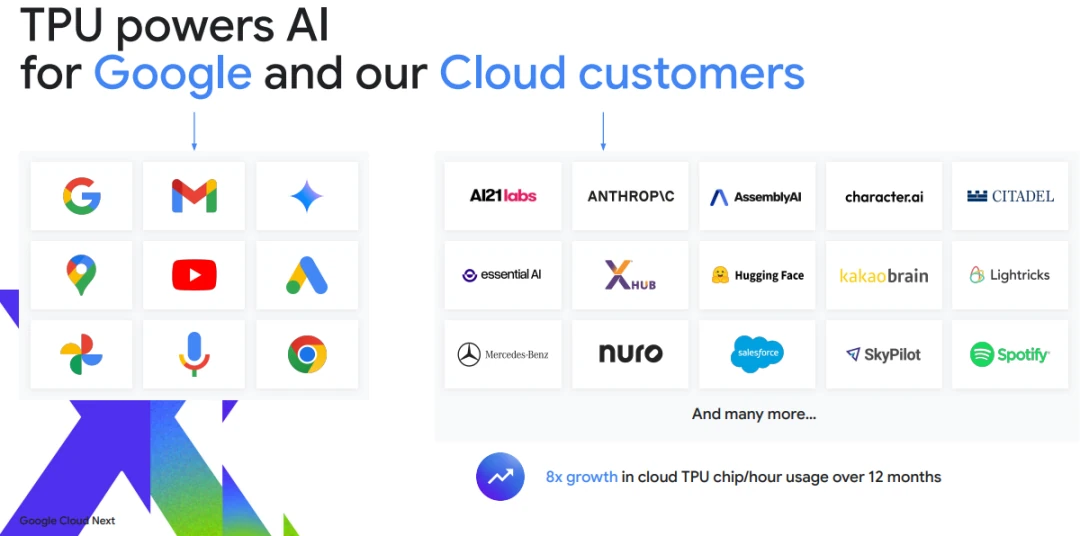 TPU powers AI
for Google and our Cloud customers
AI21labs
ANTHROP\C
AssemblyAI
character.ai
CITADEL
essential AI
X HUB
Hugging Face
kakaobrain
Lightricks
Mercedes-Benz
nuro
salesforce
SkyPilot
Spotify
And many more...
8x growth in cloud TPU chip/hour usage over 12 months
Google Cloud Next